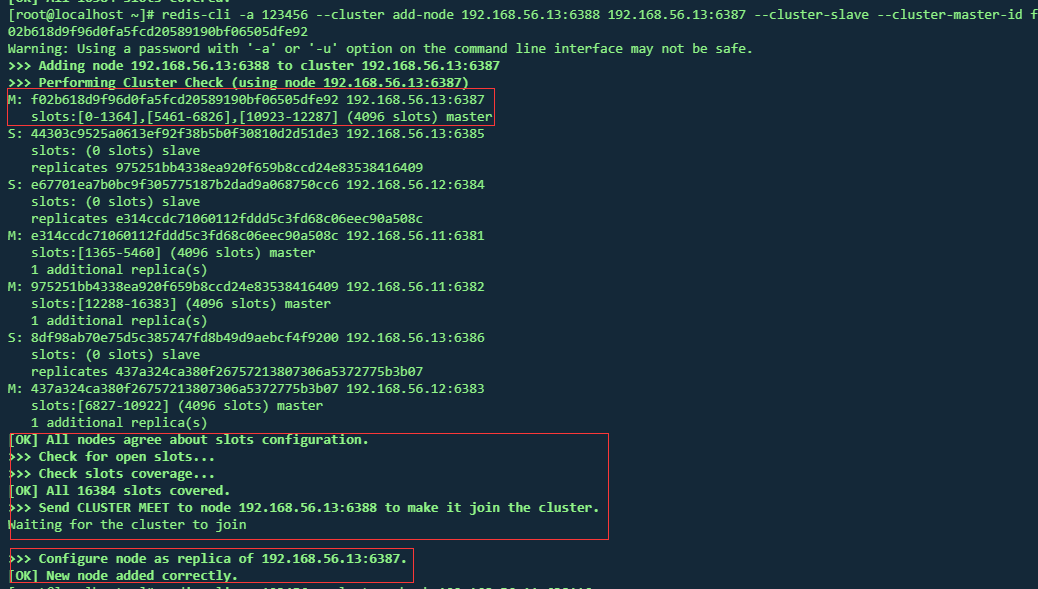 [OK] All 16384 slots covered.
[root@localhost ~]# redis-cli -a 123456 --cluster add-node 192.168.56.13:6388 192.168.56.13:6387 --cluster-slave --cluster-master-id f
02b618d9f96d0fa5fcd20589190bf06505dfe92
Warning: Using a password with '-a' or '-u' option on the command line interface may not be safe.
>>> Adding node 192.168.56.13:6388 to cluster 192.168.56.13:6387
>>> Performing Cluster Check (using node 192.168.56.13:6387)
M: f02b618d9f96d0fa5fcd20589190bf06505dfe92 192.168.56.13:6387
slots:[0-1364],[5461-6826],[10923-12287] (4096 slots) master
S: 44303c9525a0613ef92f38b5b0f30810d2d51de3 192.168.56.13:6385
slots: (0 slots) slave
replicates 975251bb4338ea920f659b8ccd24e83538416409
S: e67701ea7b0bc9f305775187b2dad9a068750cc6 192.168.56.12:6384
slots: (0 slots) slave
replicates e314ccdc71060112fddd5c3fd68c06eec90a508c
M: e314ccdc71060112fddd5c3fd68c06eec90a508c 192.168.56.11:6381
slots:[1365-5460] (4096 slots) master
1 additional replica(s)
M: 975251bb4338ea920f659b8ccd24e83538416409 192.168.56.11:6382
slots:[12288-16383] (4096 slots) master
1 additional replica(s)
S: 8df98ab70e75d5c385747fd8b49d9aebcf4f9200 192.168.56.13:6386
slots: (0 slots) slave
replicates 437a324ca380f26757213807306a5372775b3b07
M: 437a324ca380f26757213807306a5372775b3b07 192.168.56.12:6383
slots:[6827-10922] (4096 slots) master
1 additional replica(s)
[OK] All nodes agree about slots configuration.
>>> Check for open slots...
>>> Check slots coverage...
[OK] All 16384 slots covered.
>>> Send CLUSTER MEET to node 192.168.56.13:6388 to make it join the cluster.
Waiting for the cluster to join
>>> Configure node as replica of 192.168.56.13:6387.
[OK] New node added correctly.